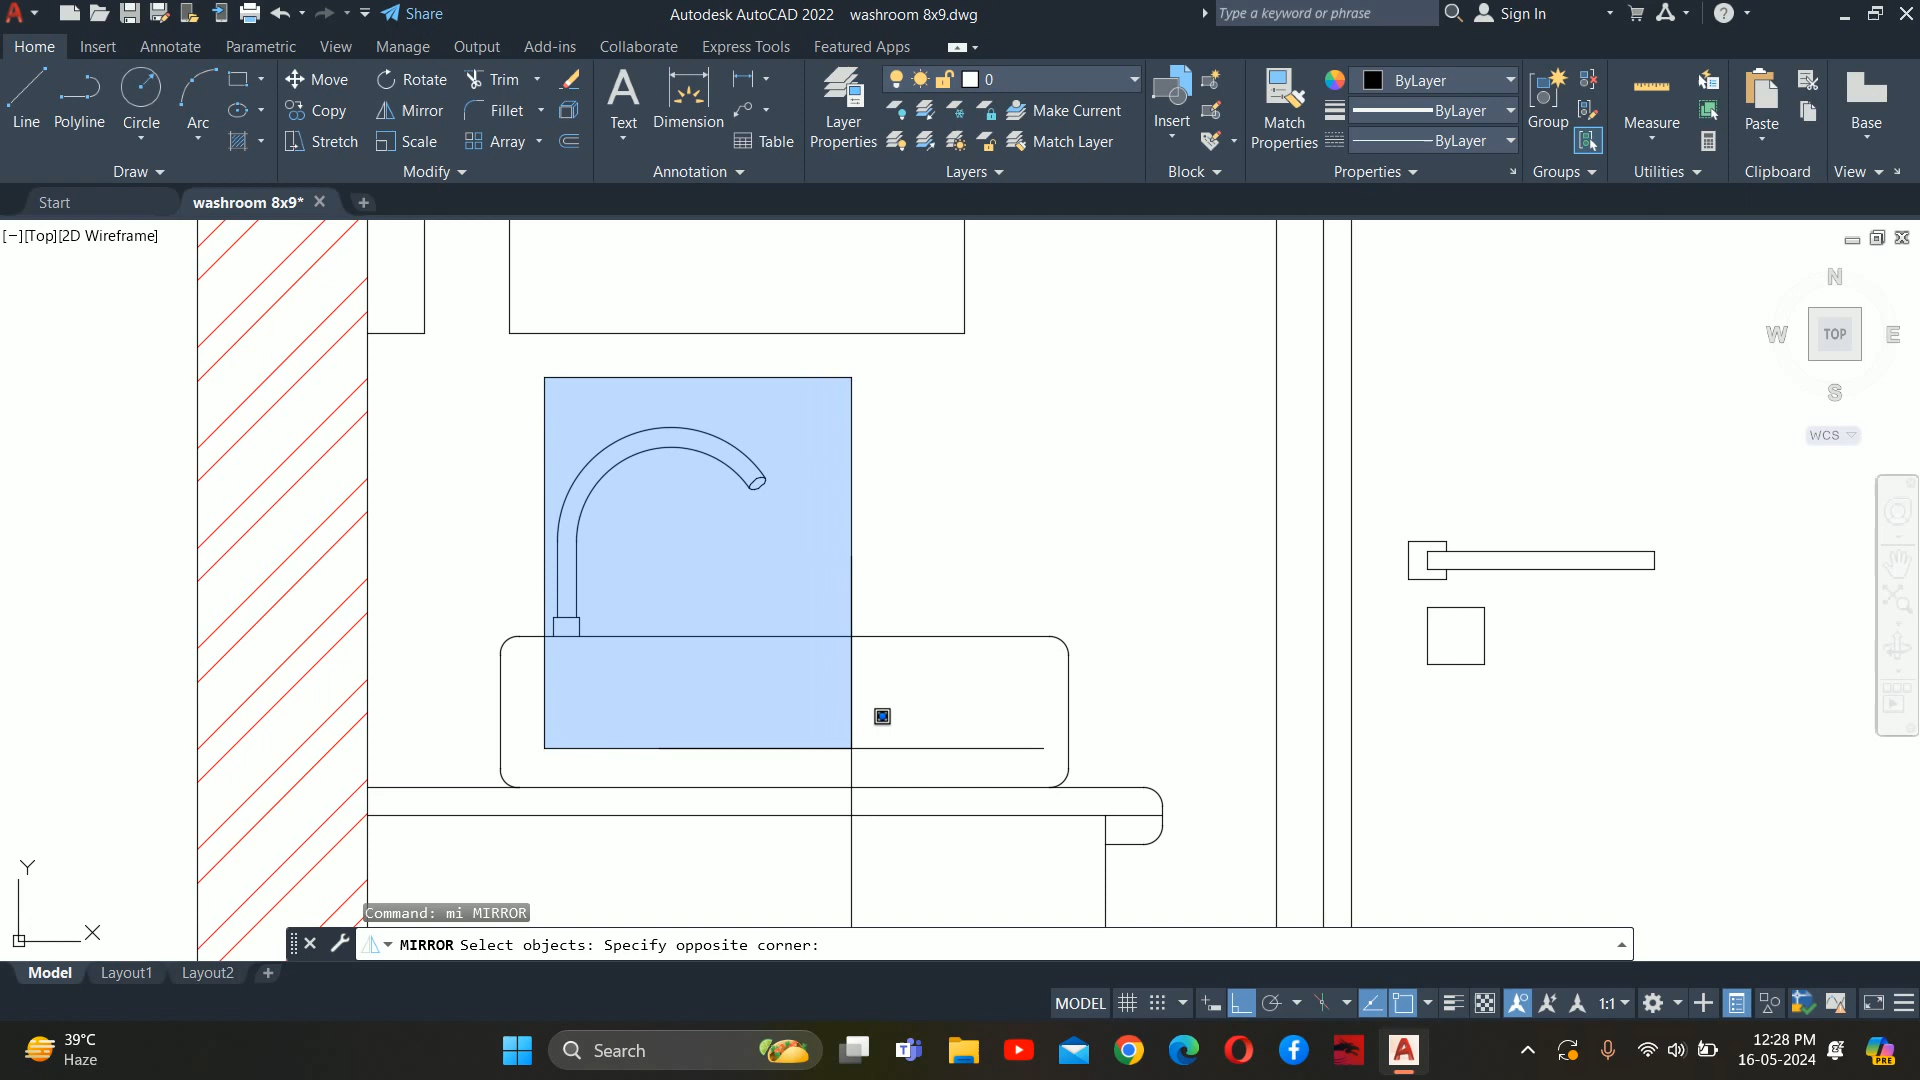 Share
Autodesk AutoCAD 2022 washroom 8x9.dwg
Type a keyword or phrase
Sign In
Home Insert Annotate Parametric View Manage Output Add-ins Collaborate Express Tools Featured Apps
Line Polyline Circle Arc
Draw
Move Rotate Trim
Copy Mirror Fillet
Stretch Scale Array
Modify
Text Dimension Table
Annotation
Layer Properties
0
Make Current
Match Layer
Layers
Insert
Block
Match Properties
ByLayer
ByLayer
ByLayer
Properties
Group
Groups
Measure
Utilities
Paste
Clipboard
Base
View
Start washroom 8x9*
[−][Top][2D Wireframe]
N
W TOP E
S
WCS
Y
X
Command: mi MIRROR
MIRROR Select objects: Specify opposite corner:
Model Layout1 Layout2
MODEL 1:1
39°C
Haze
Search
12:28 PM
16-05-2024
PRE